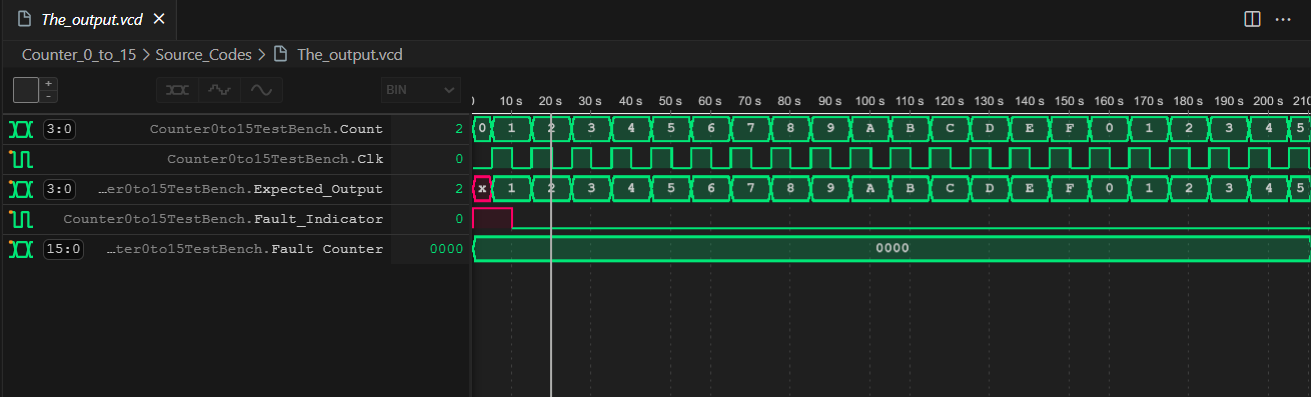 The_output.vcd
Counter_0_to_15 > Source_Codes > The_output.vcd
+
-
BIN
10 s 20 s 30 s 40 s 50 s 60 s 70 s 80 s 90 s 100 s 110 s 120 s 130 s 140 s 150 s 160 s 170 s 180 s 190 s 200 s 210
3:0 Counter0to15TestBench.Count 2 0 1 2 3 4 5 6 7 8 9 A B C D E F 0 1 2 3 4 5
Counter0to15TestBench.Clk 0
3:0 …er0to15TestBench.Expected_Output 2 x 1 2 3 4 5 6 7 8 9 A B C D E F 0 1 2 3 4 5
Counter0to15TestBench.Fault_Indicator 0
15:0 …ter0to15TestBench.Fault Counter 0000 0000